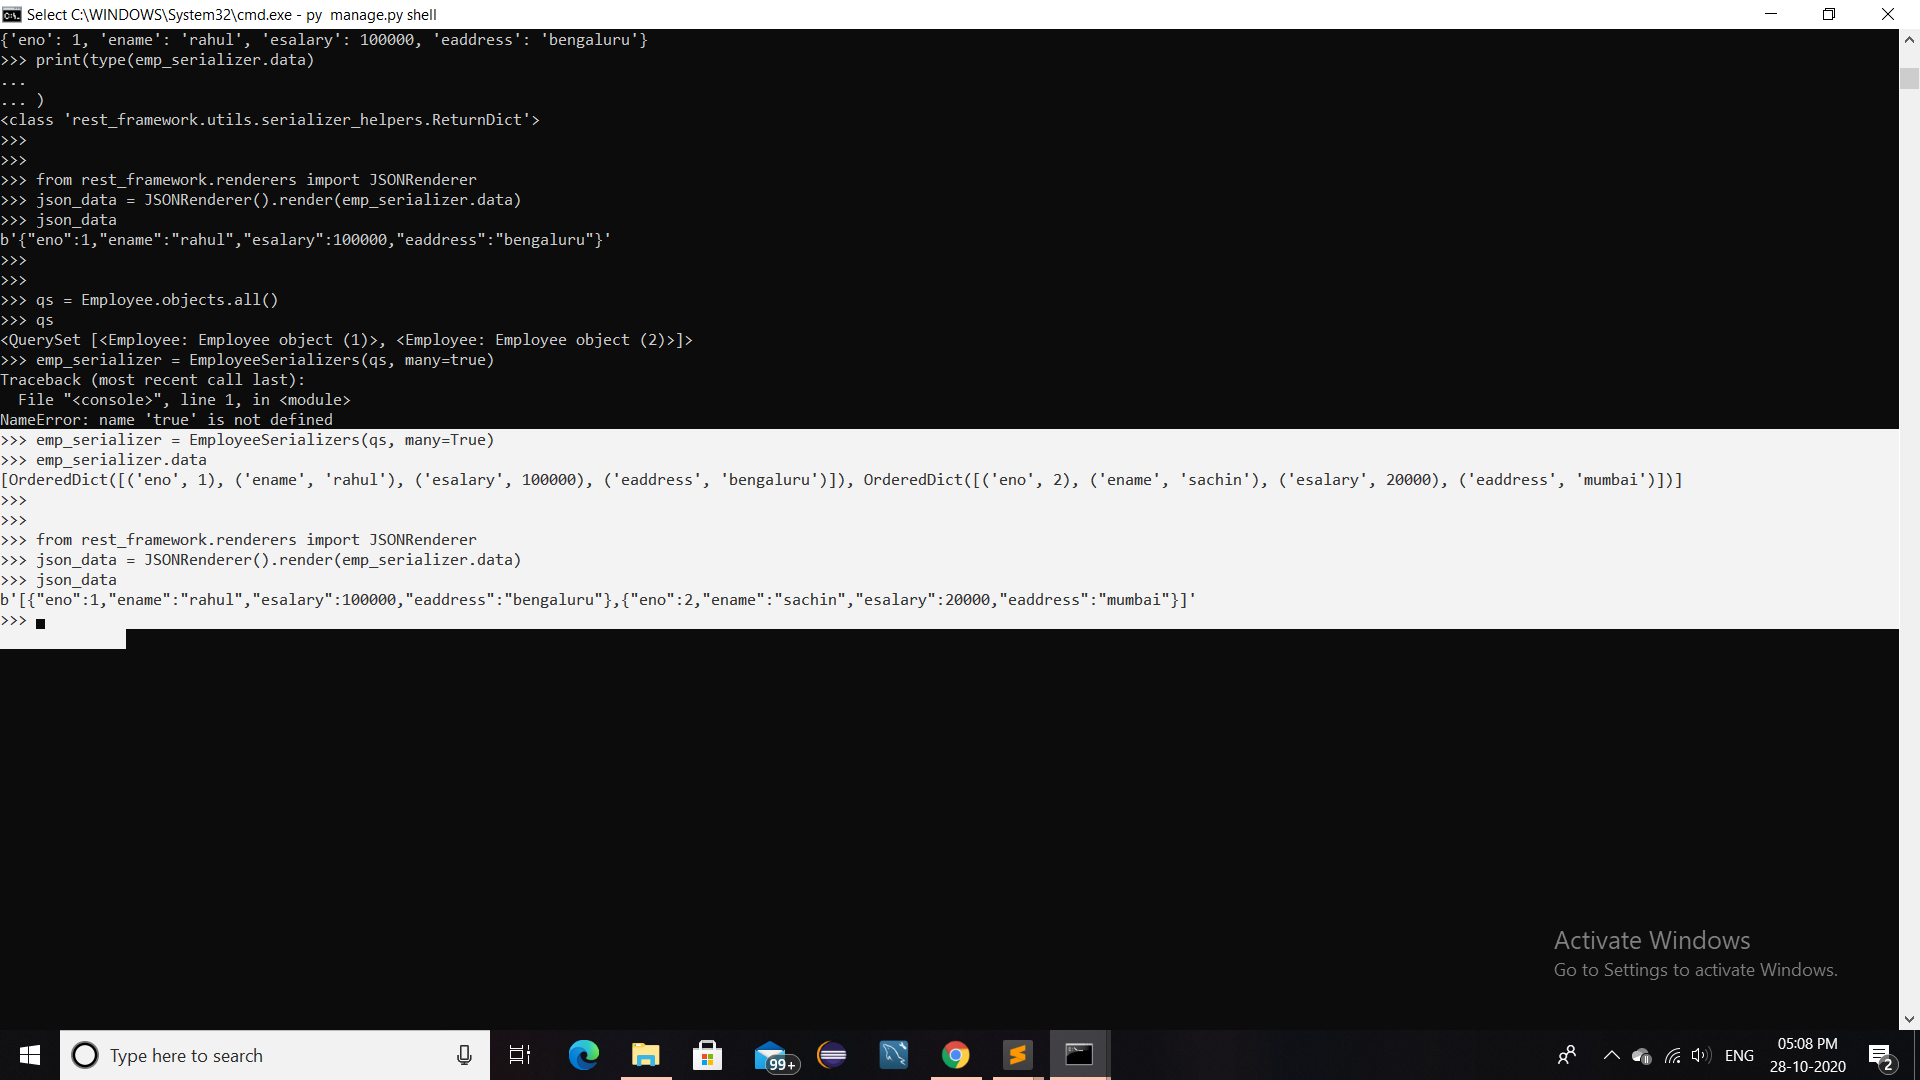 Select C:\WINDOWS\System32\cmd.exe - py  manage.py shell
{'eno': 1, 'ename': 'rahul', 'esalary': 100000, 'eaddress': 'bengaluru'}
>>> print(type(emp_serializer.data)
...
... )
<class 'rest_framework.utils.serializer_helpers.ReturnDict'>
>>>
>>>
>>> from rest_framework.renderers import JSONRenderer
>>> json_data = JSONRenderer().render(emp_serializer.data)
>>> json_data
b'{"eno":1,"ename":"rahul","esalary":100000,"eaddress":"bengaluru"}'
>>>
>>>
>>> qs = Employee.objects.all()
>>> qs
<QuerySet [<Employee: Employee object (1)>, <Employee: Employee object (2)>]>
>>> emp_serializer = EmployeeSerializers(qs, many=true)
Traceback (most recent call last):
  File "<console>", line 1, in <module>
NameError: name 'true' is not defined
>>> emp_serializer = EmployeeSerializers(qs, many=True)
>>> emp_serializer.data
[OrderedDict([('eno', 1), ('ename', 'rahul'), ('esalary', 100000), ('eaddress', 'bengaluru')]), OrderedDict([('eno', 2), ('ename', 'sachin'), ('esalary', 20000), ('eaddress', 'mumbai')])]
>>>
>>>
>>> from rest_framework.renderers import JSONRenderer
>>> json_data = JSONRenderer().render(emp_serializer.data)
>>> json_data
b'[{"eno":1,"ename":"rahul","esalary":100000,"eaddress":"bengaluru"},{"eno":2,"ename":"sachin","esalary":20000,"eaddress":"mumbai"}]'
>>>
Activate Windows
Go to Settings to activate Windows.
Type here to search
99+
ENG
05:08 PM
28-10-2020
2